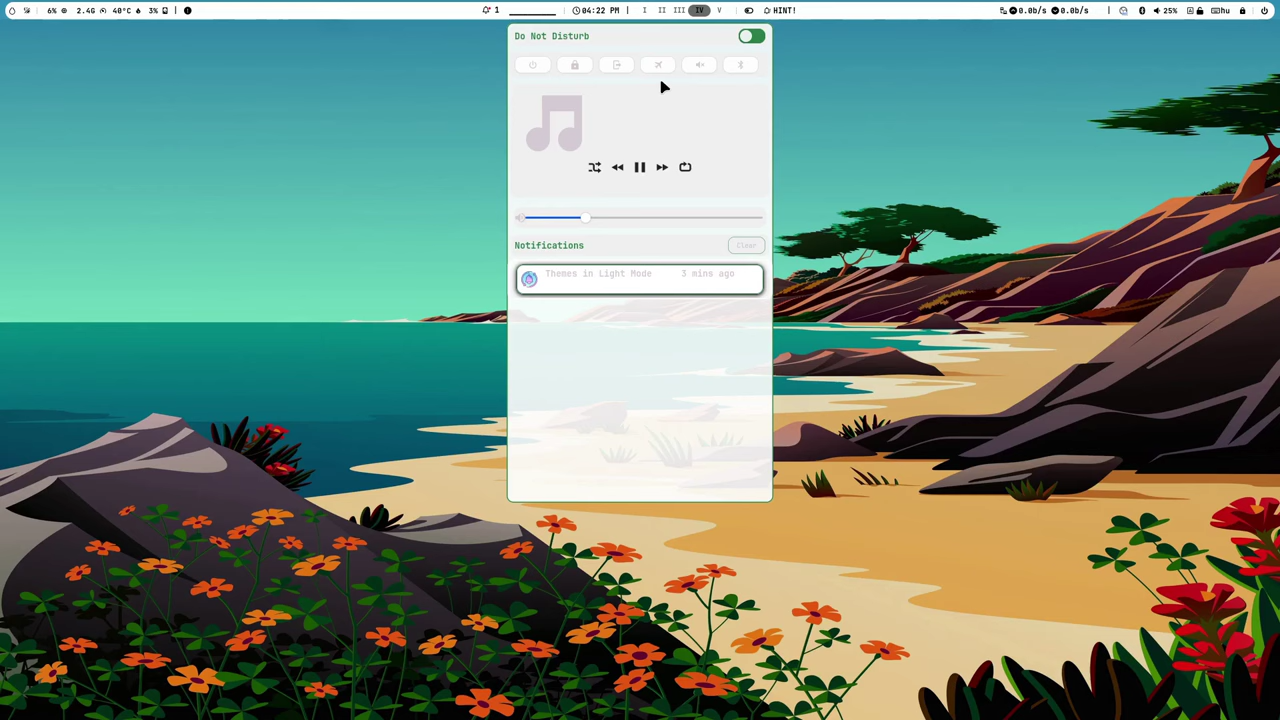 6% 2.4G 40°C 3% 1 04:22 PM I II III IV V HINT! 0.0b/s 0.0b/s 25% hu
Do Not Disturb
Notifications Clear
Themes in Light Mode 3 mins ago